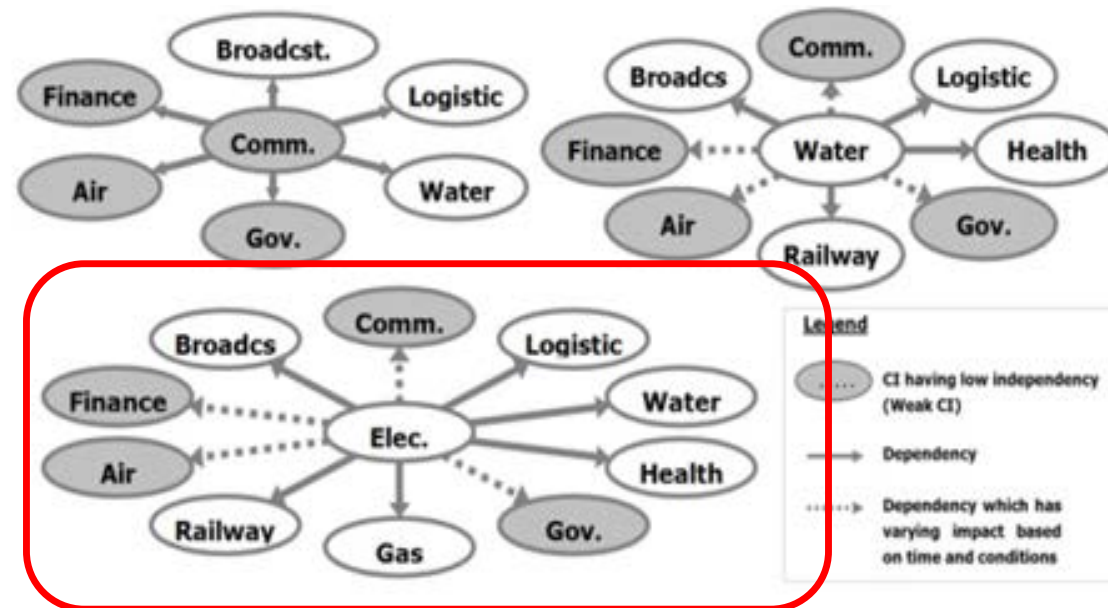 Broadcst.
Finance
Logistic
Comm.
Air
Water
Gov.
Comm.
Broadcs
Logistic
Finance
Water
Health
Air
Gov.
Railway
Comm.
Broadcs
Logistic
Finance
Water
Elec.
Air
Health
Railway
Gov.
Gas
Legend
..... CI having low independency
(Weak CI)
Dependency
Dependency which has
varying impact based
on time and conditions